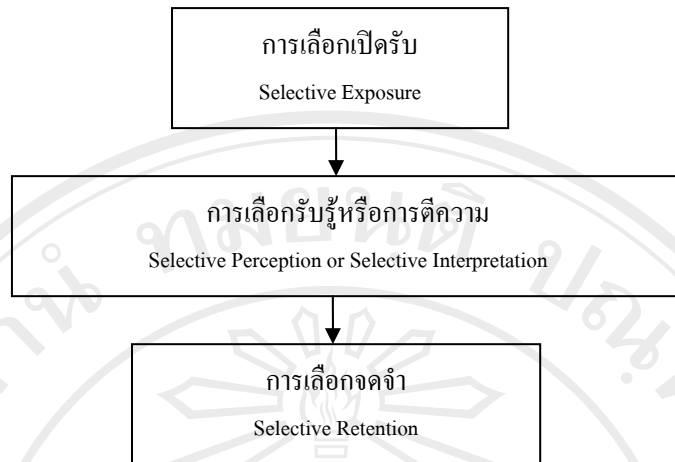 การเลือกเปิดรับ
Selective Exposure
การเลือกรับรู้หรือการตีความ
Selective Perception or Selective Interpretation
การเลือกจดจำ
Selective Retention